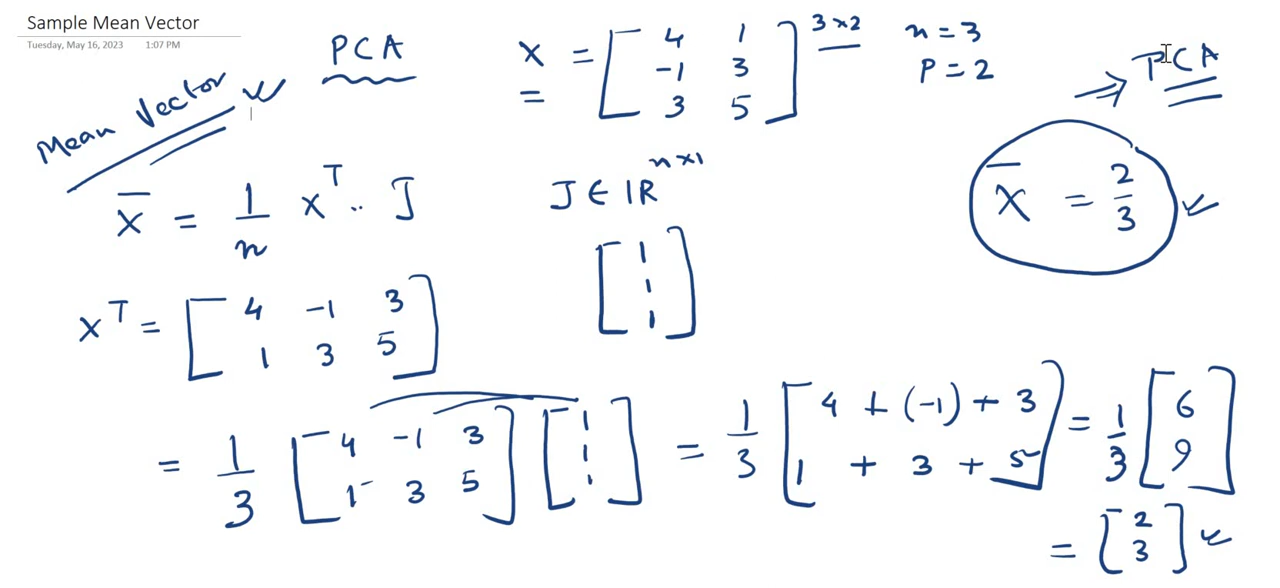 Sample Mean Vector
Tuesday, May 16, 2023 1:07 PM
Mean Vector ✓
PCA
X = [ 4 1
-1 3
3 5 ] 3×2
n = 3
P = 2
⇒ PCA
X̄ = 1/n X^T .. J
J ∈ IR^n×1
[ 1
1
1 ]
X̄ = 2/3 ✓
X^T = [ 4 -1 3
1 3 5 ]
= 1/3 [ 4 -1 3
1 3 5 ] [ 1
1
1 ]
= 1/3 [ 4 + (-1) + 3
1 + 3 + 5 ]
= 1/3 [ 6
9 ]
= [ 2
3 ] ✓